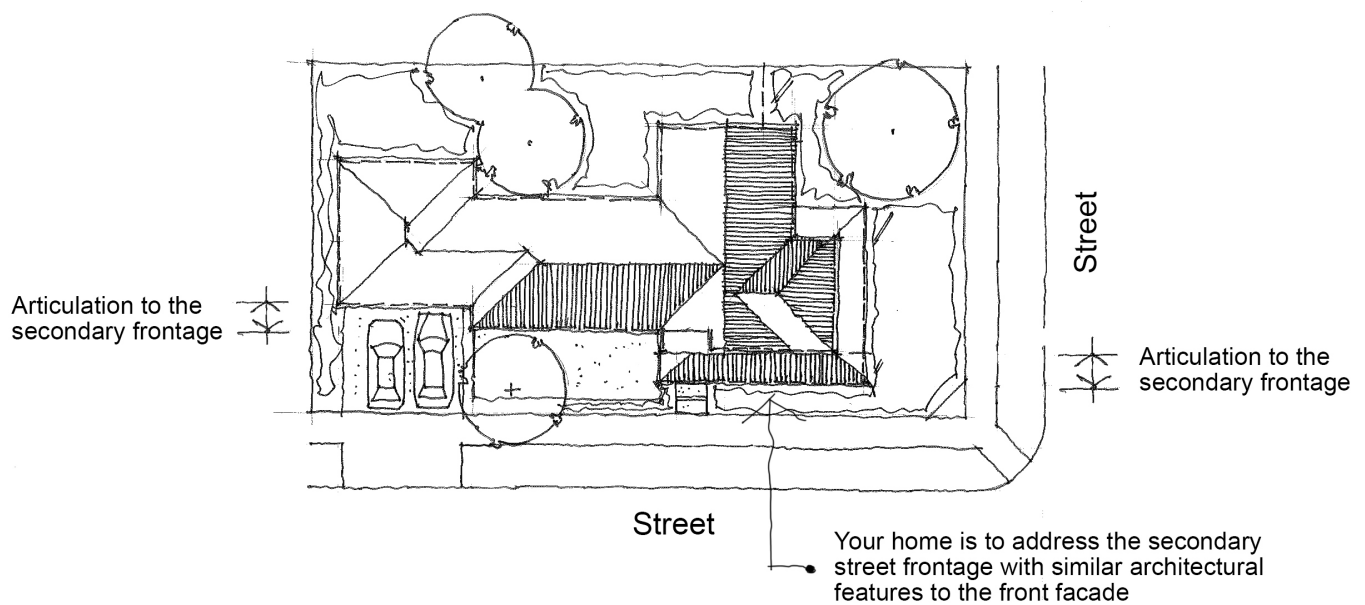 Street
Articulation to the
secondary frontage
Articulation to the
secondary frontage
Street
Your home is to address the secondary
street frontage with similar architectural
features to the front facade